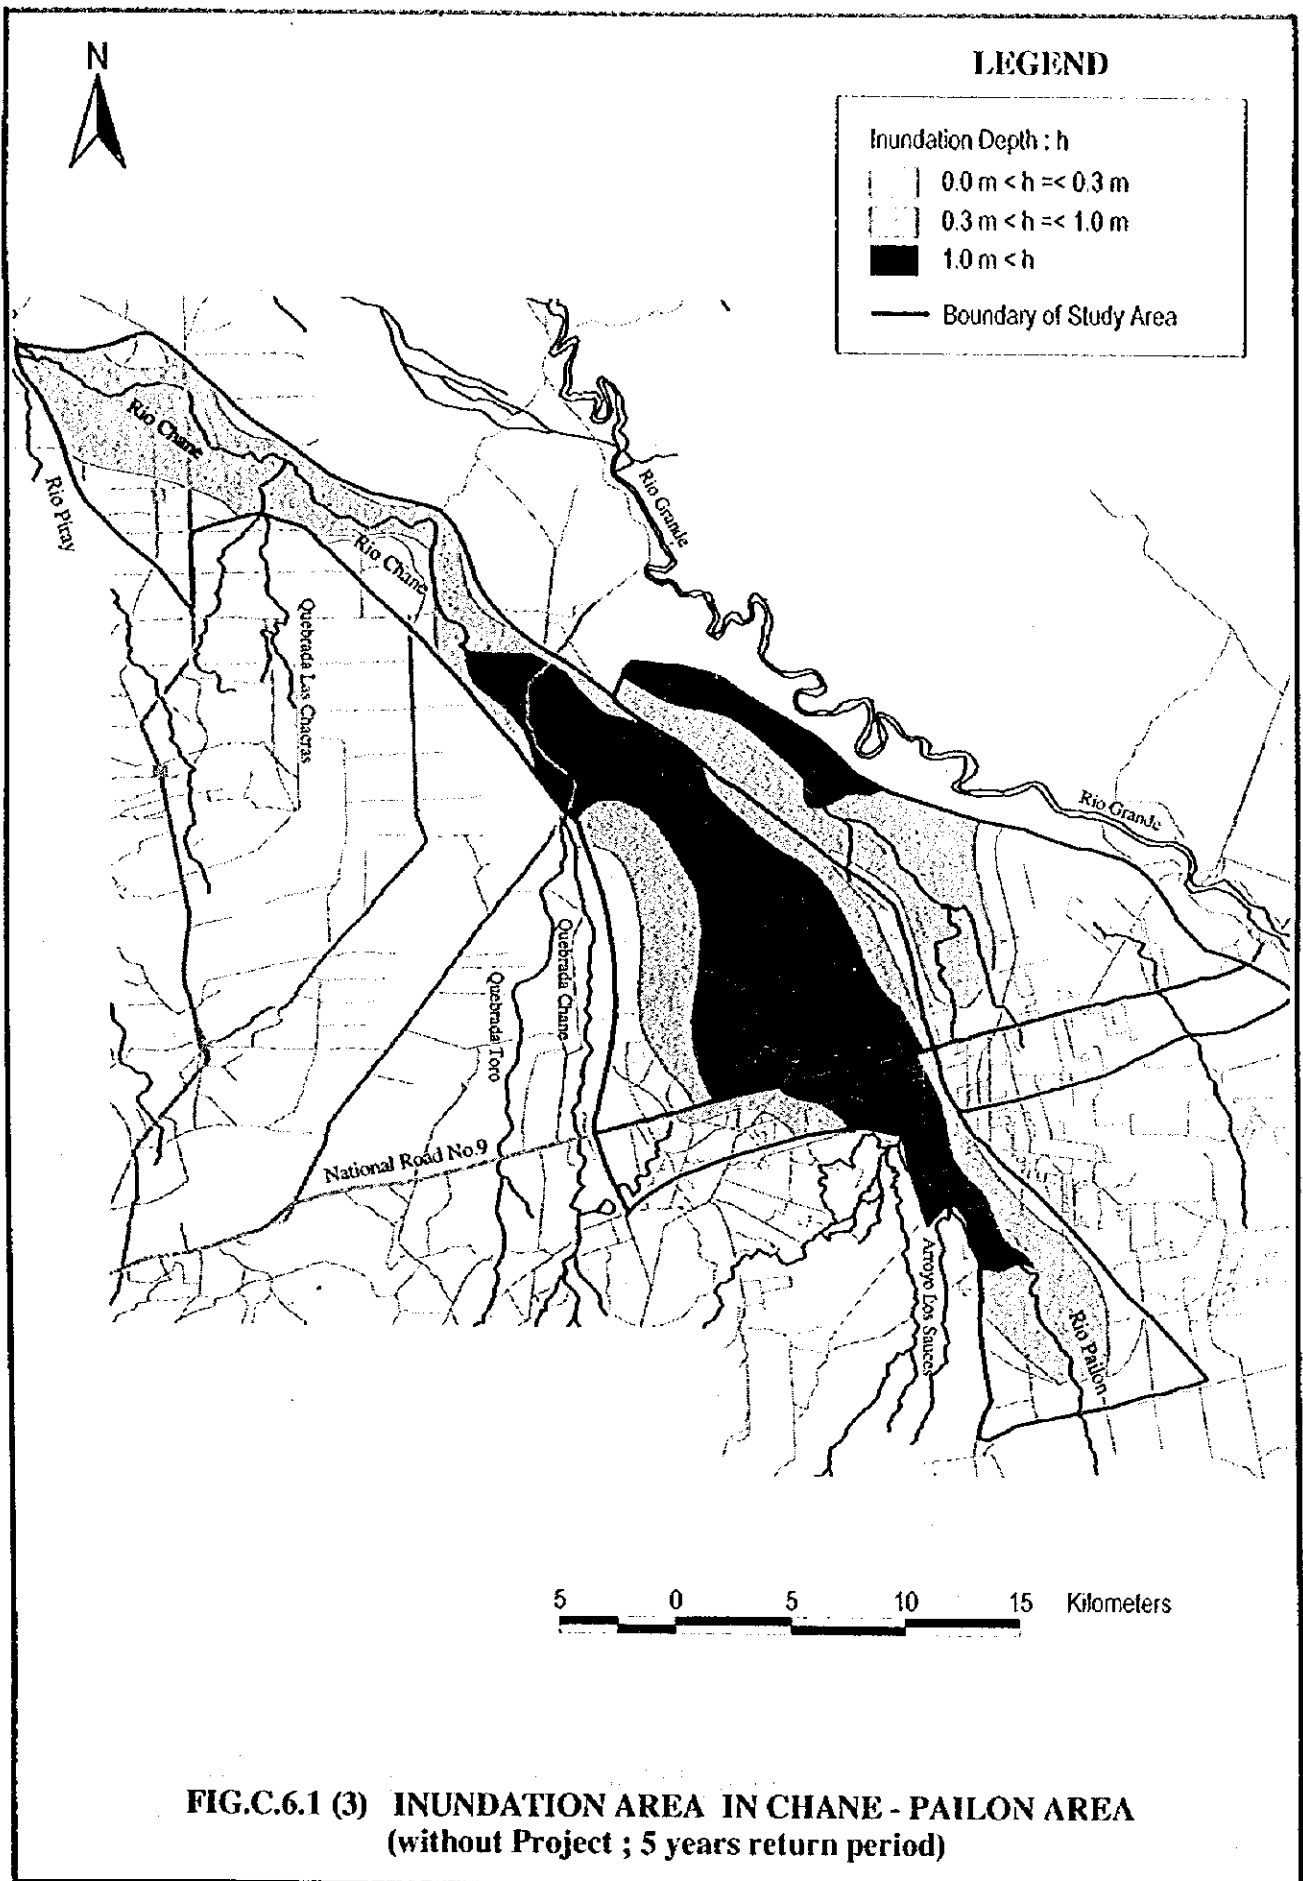 N
LEGEND
Inundation Depth : h
0.0 m < h =< 0.3 m
0.3 m < h =< 1.0 m
1.0 m < h
Boundary of Study Area
Rio Chane
Rio Piray
Rio Grande
Rio Chane
Quebrada Las Chacras
Rio Grande
Quebrada Chane
Quebrada Toro
National Road No.9
Arroyo Los Sauces
Rio Pailon
5 0 5 10 15 Kilometers
FIG.C.6.1 (3) INUNDATION AREA IN CHANE - PAILON AREA
(without Project ; 5 years return period)